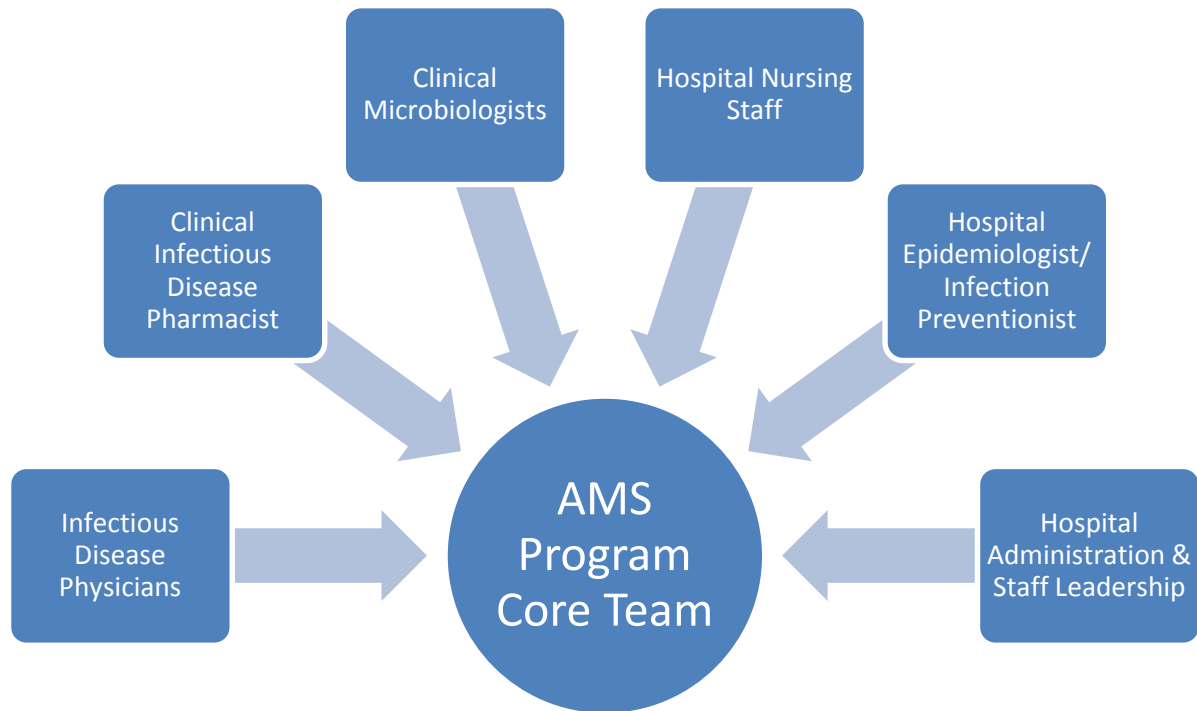 Clinical
Microbiologists
Hospital Nursing
Staff
Clinical
Infectious
Disease
Pharmacist
Hospital
Epidemiologist/
Infection
Preventionist
Infectious
Disease
Physicians
AMS
Program
Core Team
Hospital
Administration &
Staff Leadership